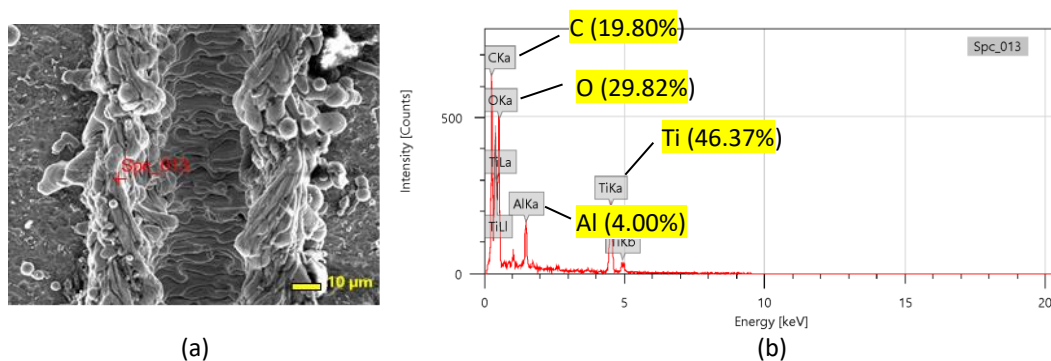 Spc_013
10 µm
(a)
C (19.80%)
O (29.82%)
Ti (46.37%)
Al (4.00%)
Spc_013
CKa
OKa
TiLa
TiLl
AlKa
TiKa
TiKb
Intensity [Counts]
500
0
0
5
10
15
20
Energy [keV]
(b)